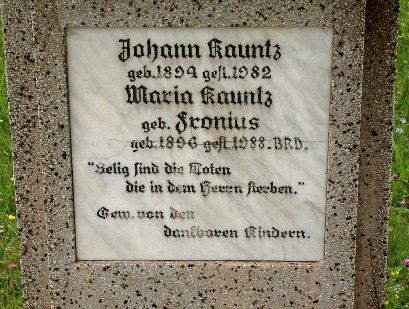 Johann Kauntz
geb. 1894 gest. 1982
Maria Kauntz
geb. Fronius
geb. 1896 gest. 1988. BRD.
"Selig sind die Toten
die in dem Herrn sterben."
Gew. von den
dankbaren Kindern.